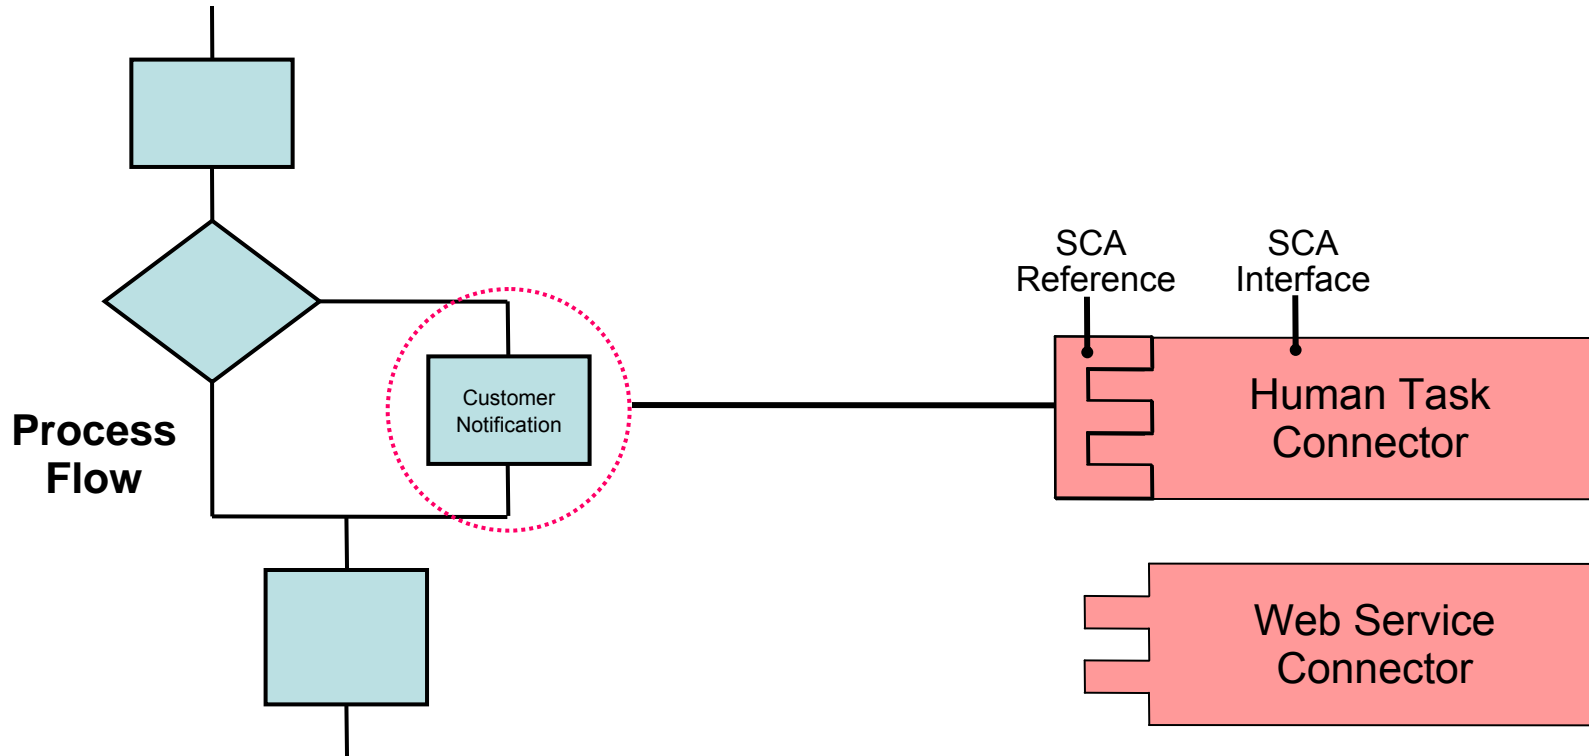 Process
Flow
Customer
Notification
SCA
Reference
SCA
Interface
Human Task
Connector
Web Service
Connector